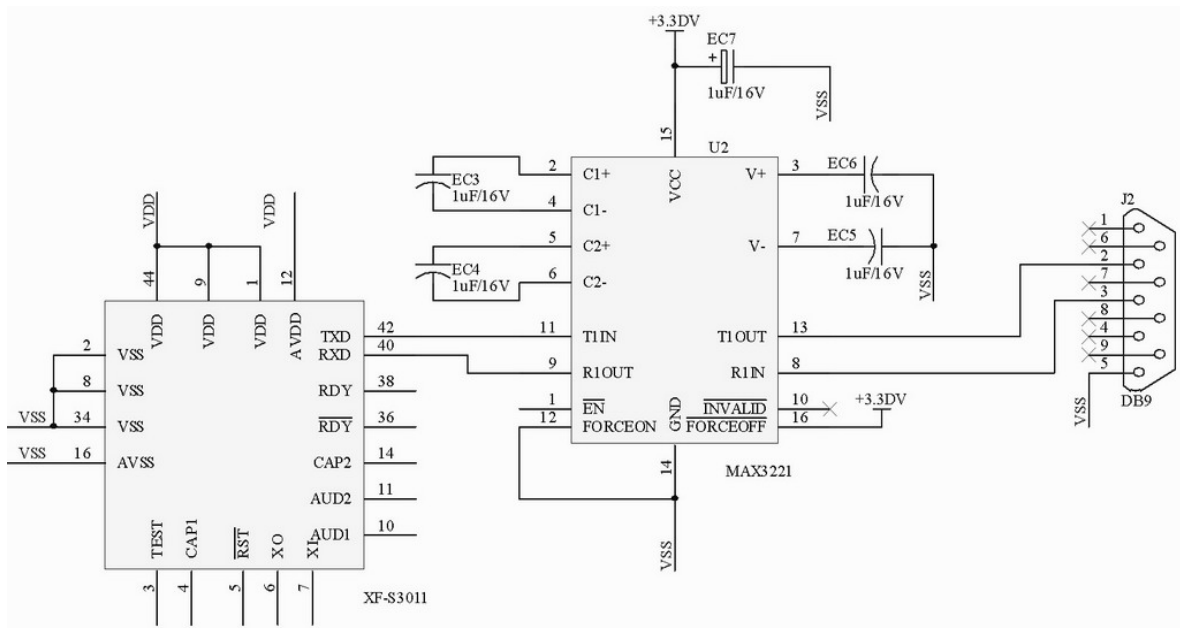 +3.3DV
EC7
+
1uF/16V
VSS
15
U2
VCC
2
C1+
EC3
1uF/16V
4
C1-
5
C2+
EC4
1uF/16V
6
C2-
V+
3
EC6
1uF/16V
V-
7
EC5
1uF/16V
VSS
11
T1IN
T1OUT
13
9
R1OUT
R1IN
8
1
EN
INVALID
10
12
FORCEON
FORCEOFF
16
+3.3DV
GND
14
VSS
MAX3221
J2
1
6
2
7
3
8
4
9
5
DB9
VSS
VDD
VDD
44
9
1
12
VDD
VDD
VDD
AVDD
2
VSS
8
VSS
VSS
34
VSS
VSS
16
AVSS
TXD
42
RXD
40
RDY
38
RDY
36
CAP2
14
AUD2
11
AUD1
10
TEST
CAP1
RST
XO
XI
3
4
5
6
7
XF-S3011